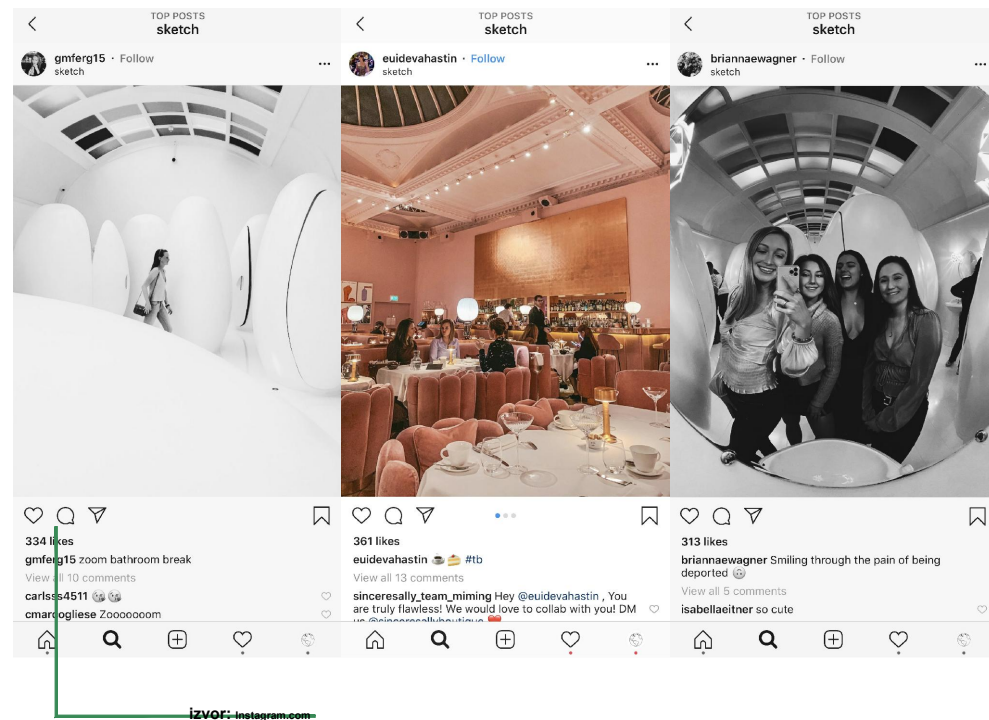 TOP POSTS
sketch
gmferg15 · Follow
sketch
334 likes
gmferg15 zoom bathroom break
View all 10 comments
carlsss4511 😘😘
cmarcogliese Zooooooom
TOP POSTS
sketch
euidevahastin · Follow
sketch
361 likes
euidevahastin ☕🍰 #tb
View all 13 comments
sinceresally_team_miming Hey @euidevahastin , You
are truly flawless! We would love to collab with you! DM
us @sinceresallyboutique ❤️
TOP POSTS
sketch
briannaewagner · Follow
sketch
313 likes
briannaewagner Smiling through the pain of being
deported 🙃
View all 5 comments
isabellaeitner so cute
izvor: Instagram.com